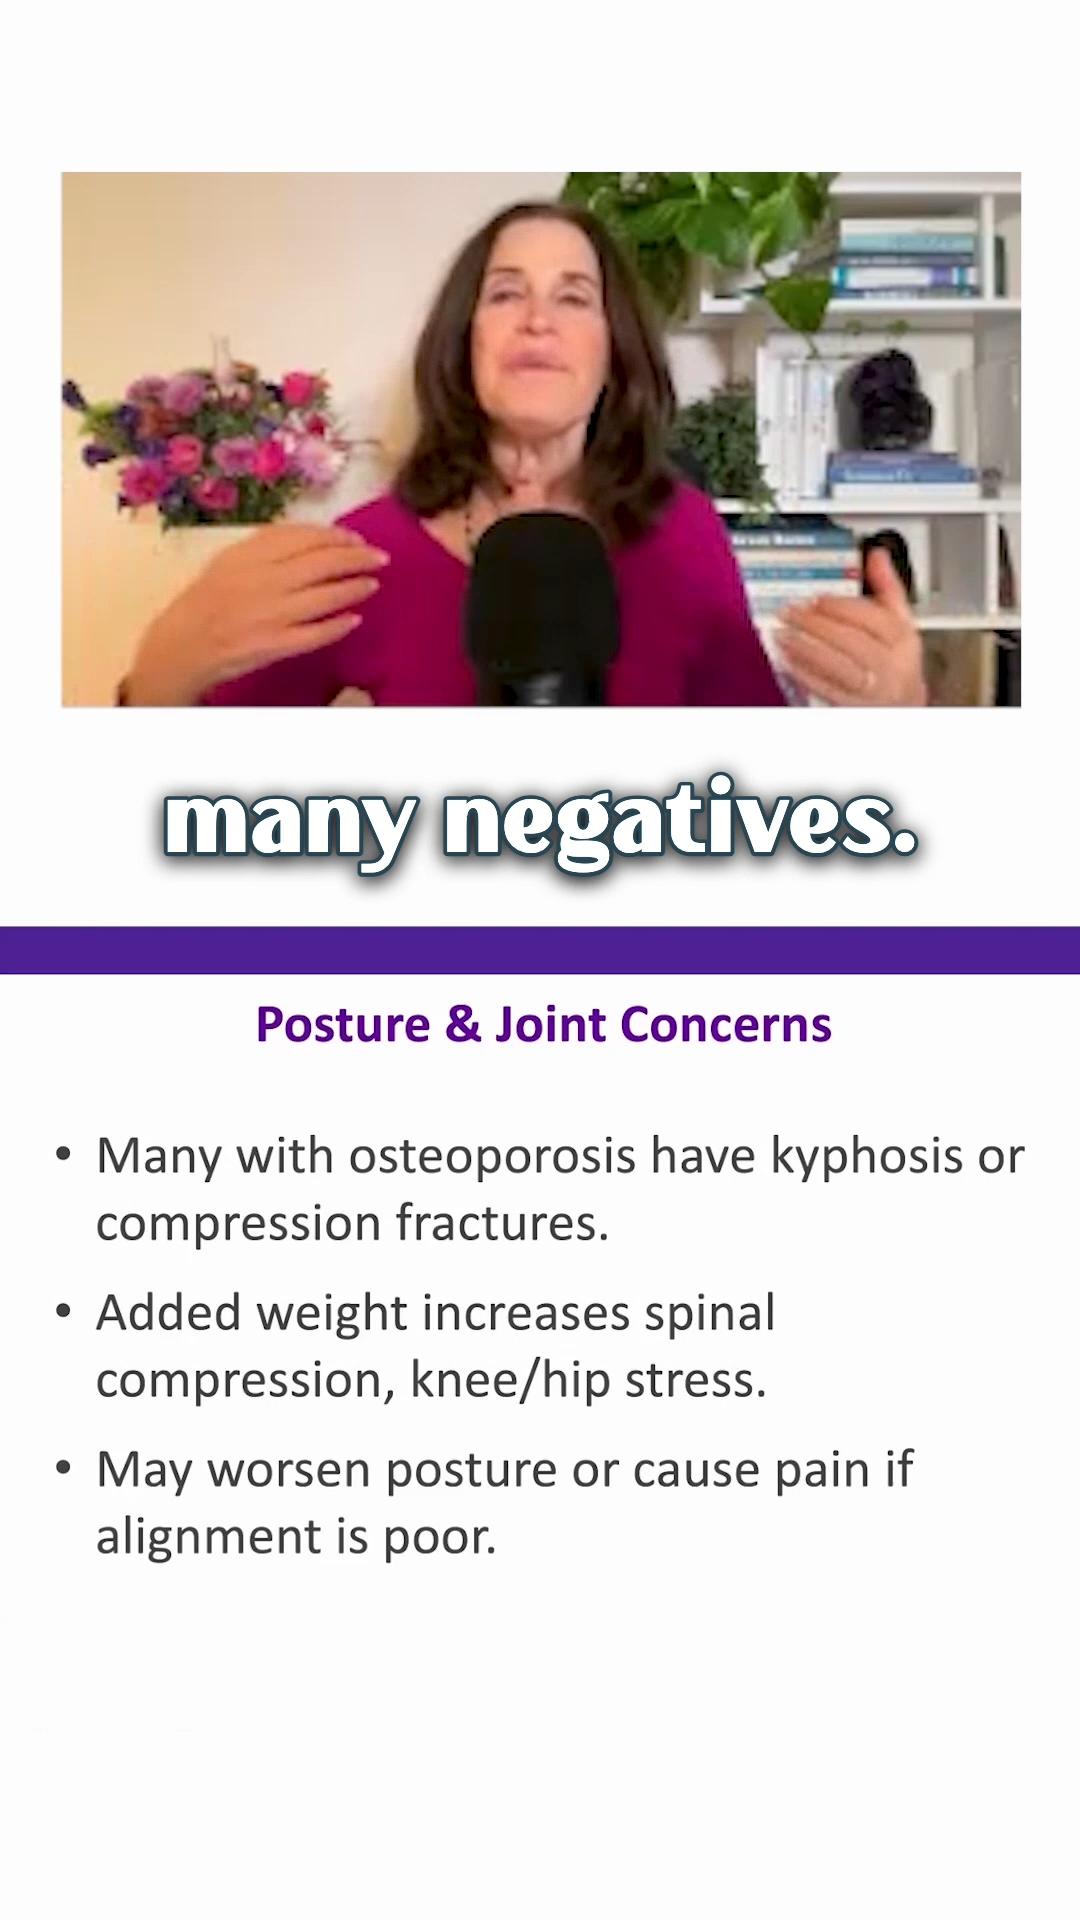 many negatives.
Posture & Joint Concerns
• Many with osteoporosis have kyphosis or
compression fractures.
• Added weight increases spinal
compression, knee/hip stress.
• May worsen posture or cause pain if
alignment is poor.